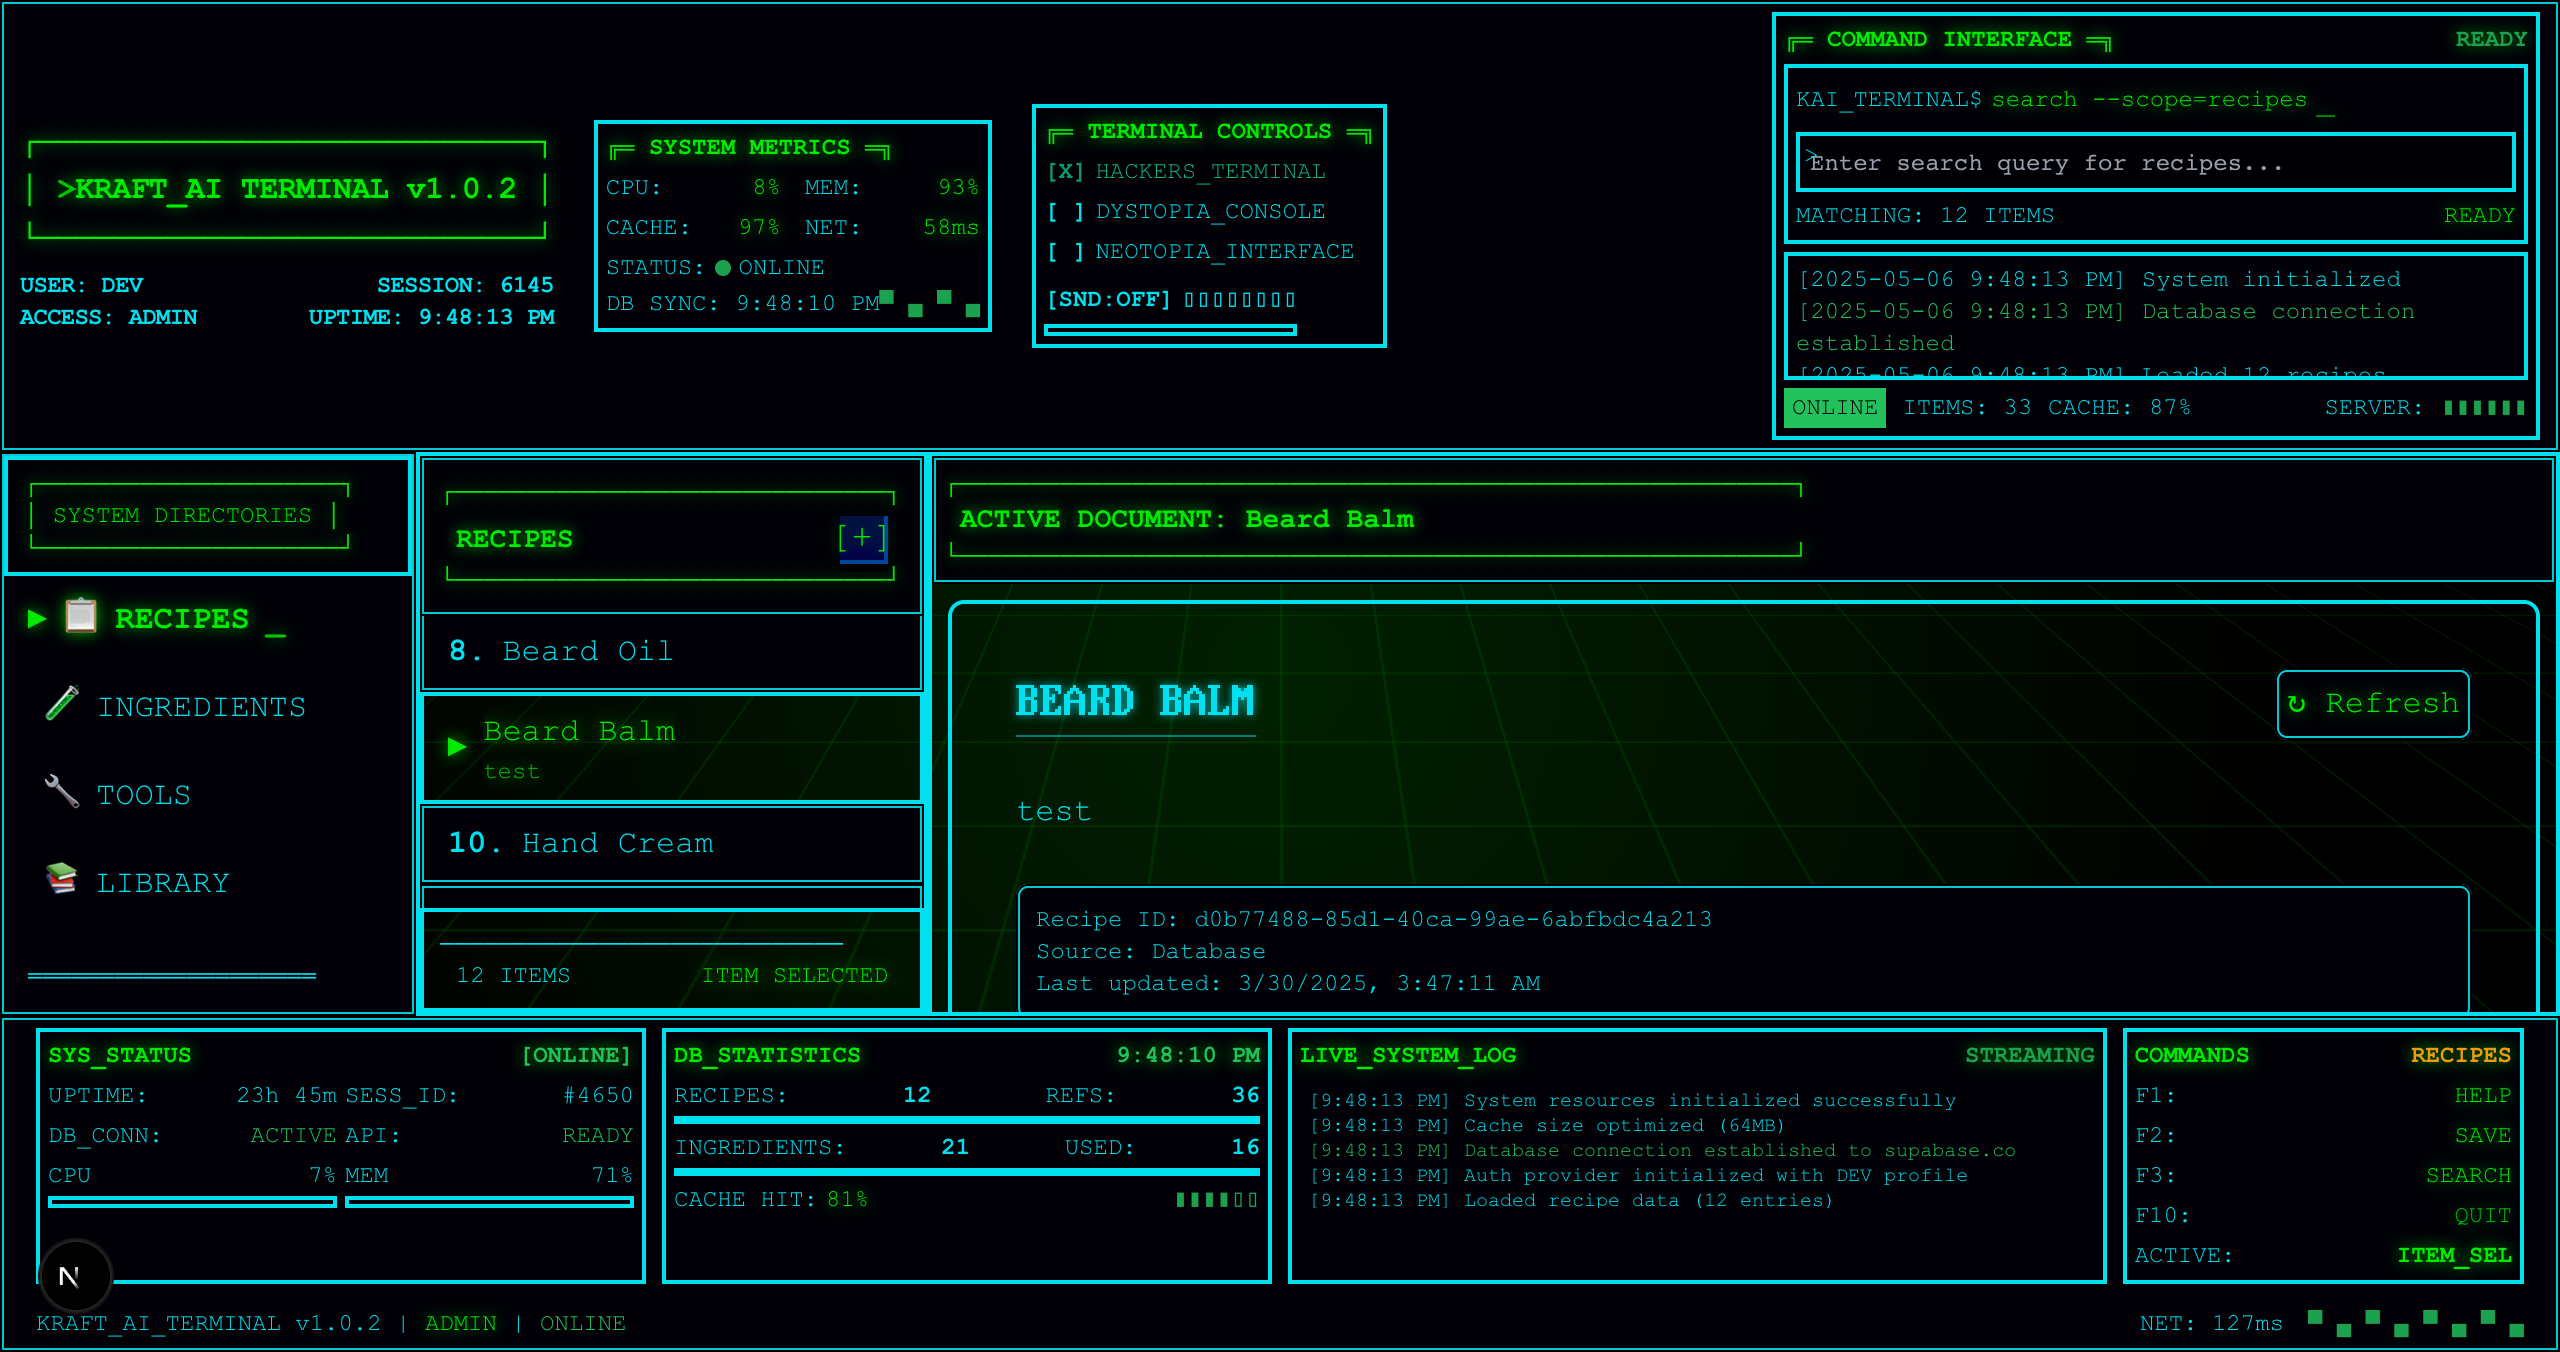 >KRAFT_AI TERMINAL v1.0.2
USER: DEV SESSION: 6145
ACCESS: ADMIN UPTIME: 9:48:13 PM
╔═ SYSTEM METRICS ═╗
CPU: 8% MEM: 93%
CACHE: 97% NET: 58ms
STATUS: ONLINE
DB SYNC: 9:48:10 PM
╔═ TERMINAL CONTROLS ═╗
[X] HACKERS_TERMINAL
[ ] DYSTOPIA_CONSOLE
[ ] NEOTOPIA_INTERFACE
[SND:OFF] ▯▯▯▯▯▯▯▯
╔═ COMMAND INTERFACE ═╗ READY
KAI_TERMINAL$ search --scope=recipes _
>Enter search query for recipes...
MATCHING: 12 ITEMS READY
[2025-05-06 9:48:13 PM] System initialized
[2025-05-06 9:48:13 PM] Database connection
established
[2025-05-06 9:48:13 PM] Loaded 12 recipes
ONLINE ITEMS: 33 CACHE: 87% SERVER: ▮▮▮▮▮▮
SYSTEM DIRECTORIES
▶ 📋 RECIPES _
INGREDIENTS
TOOLS
LIBRARY
RECIPES [+]
8. Beard Oil
▶ Beard Balm
test
10. Hand Cream
12 ITEMS ITEM SELECTED
ACTIVE DOCUMENT: Beard Balm
BEARD BALM
↻ Refresh
test
Recipe ID: d0b77488-85d1-40ca-99ae-6abfbdc4a213
Source: Database
Last updated: 3/30/2025, 3:47:11 AM
SYS_STATUS [ONLINE]
UPTIME: 23h 45m SESS_ID: #4650
DB_CONN: ACTIVE API: READY
CPU 7% MEM 71%
DB_STATISTICS 9:48:10 PM
RECIPES: 12 REFS: 36
INGREDIENTS: 21 USED: 16
CACHE HIT: 81% ▮▮▮▮▯▯
LIVE_SYSTEM_LOG STREAMING
[9:48:13 PM] System resources initialized successfully
[9:48:13 PM] Cache size optimized (64MB)
[9:48:13 PM] Database connection established to supabase.co
[9:48:13 PM] Auth provider initialized with DEV profile
[9:48:13 PM] Loaded recipe data (12 entries)
COMMANDS RECIPES
F1: HELP
F2: SAVE
F3: SEARCH
F10: QUIT
ACTIVE: ITEM_SEL
N
KRAFT_AI_TERMINAL v1.0.2 | ADMIN | ONLINE
NET: 127ms